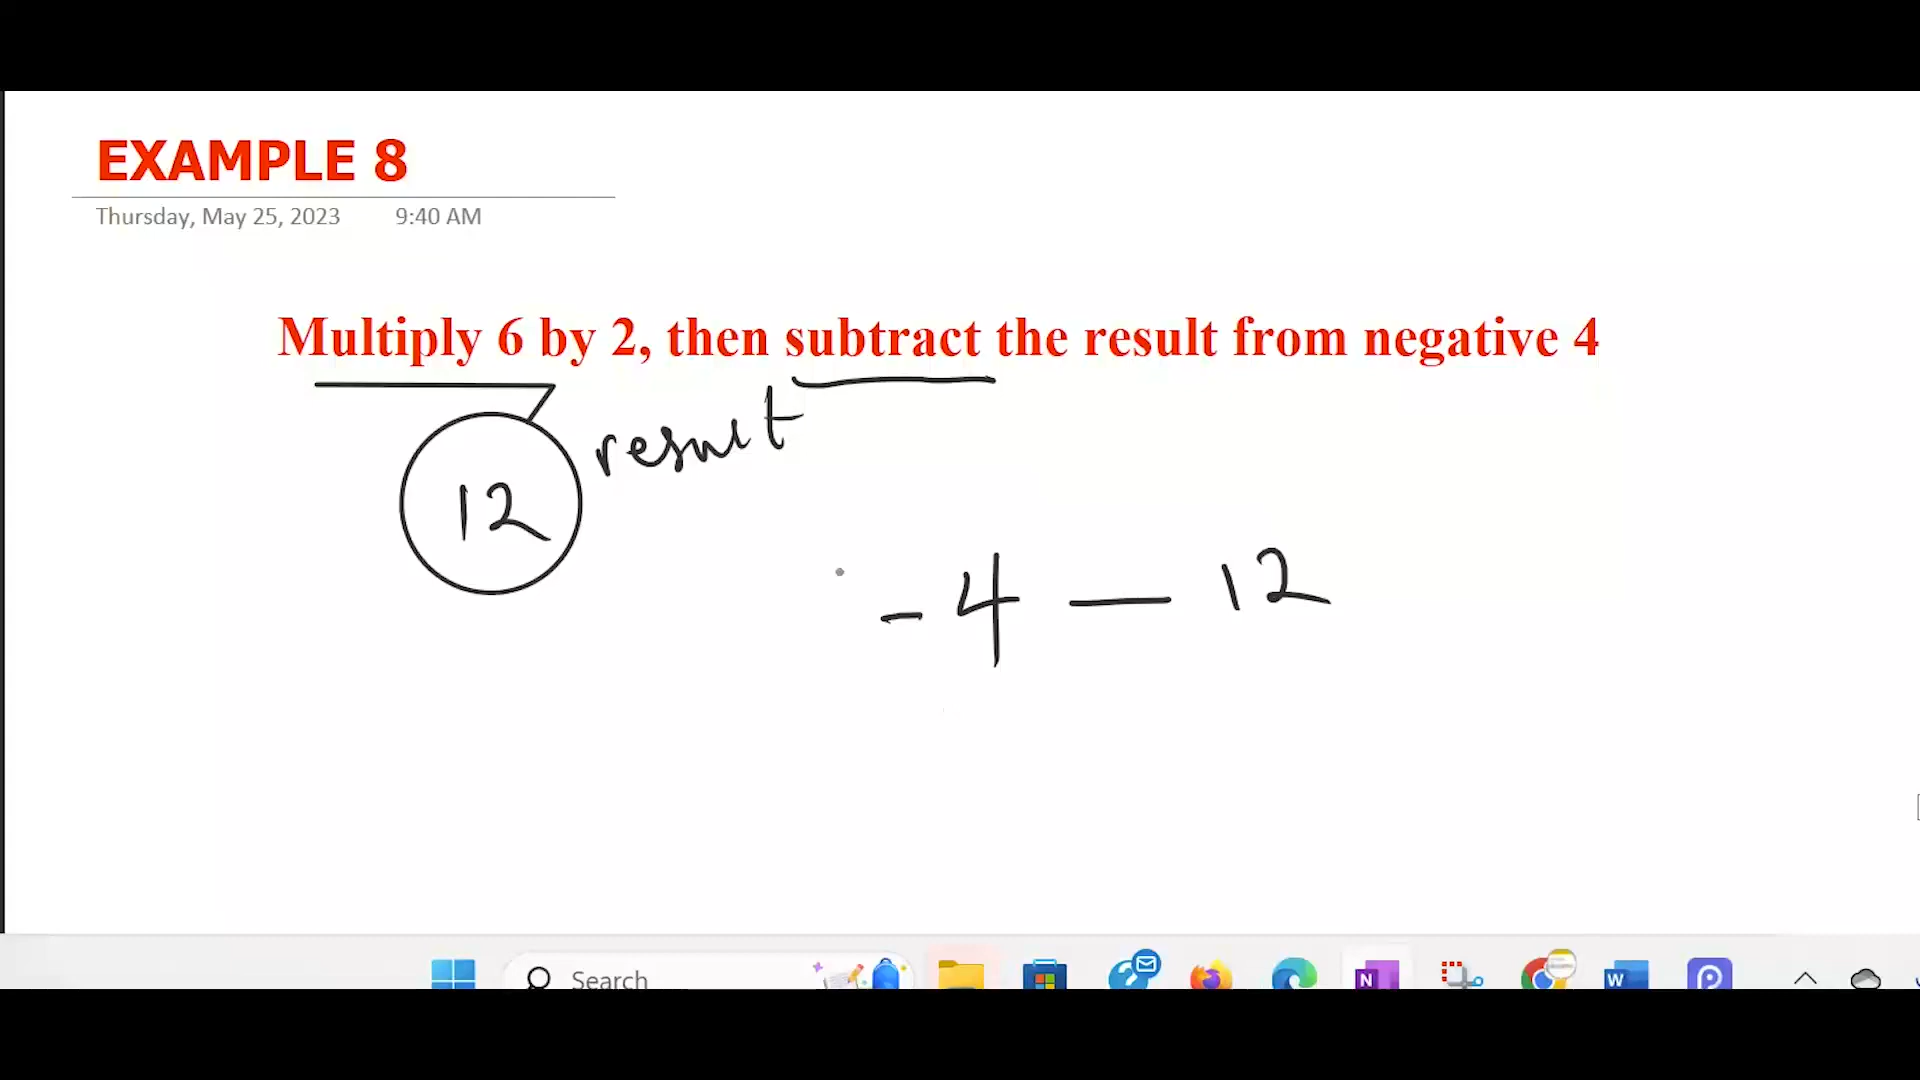 EXAMPLE 8
Thursday, May 25, 2023 9:40 AM
Multiply 6 by 2, then subtract the result from negative 4
result
12
- 4 — 12
Search